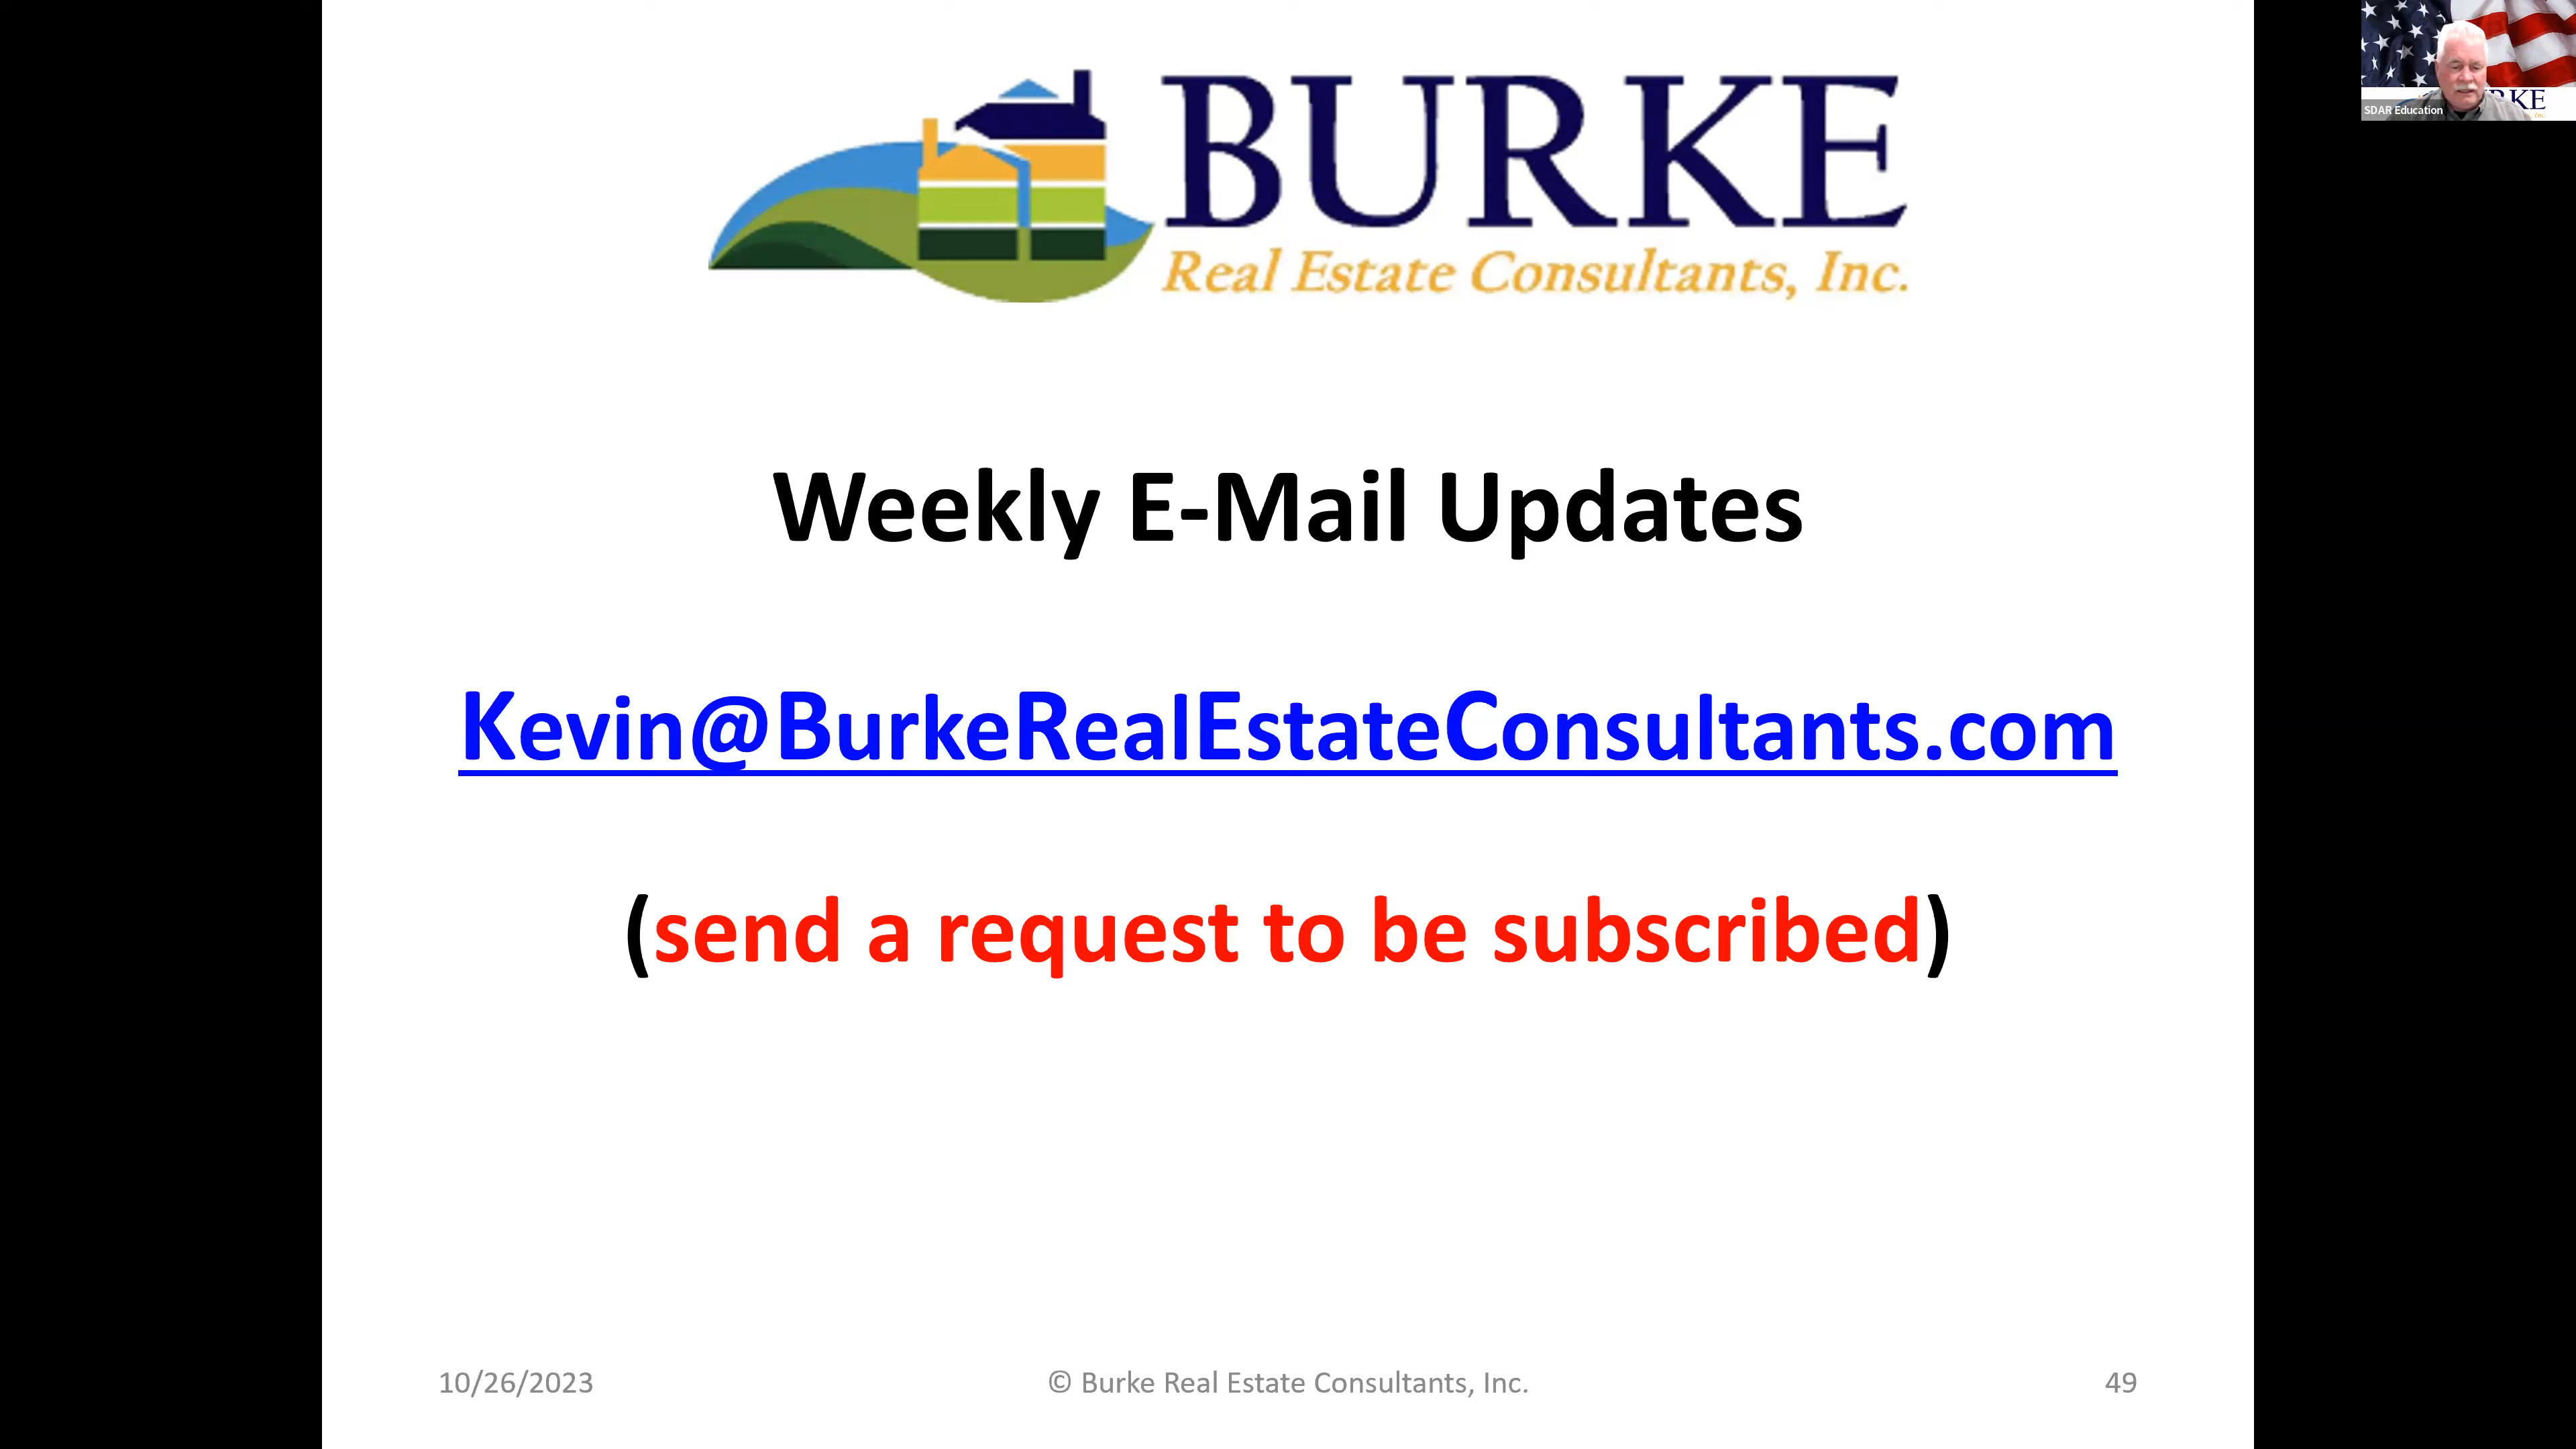 BURKE
Real Estate Consultants, Inc.
SDAR Education
Weekly E-Mail Updates
Kevin@BurkeRealEstateConsultants.com
(send a request to be subscribed)
10/26/2023
© Burke Real Estate Consultants, Inc.
49